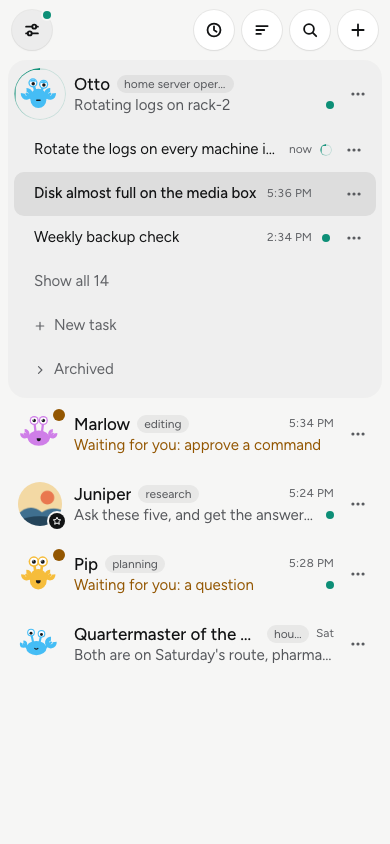 Otto home server oper...
Rotating logs on rack-2
Rotate the logs on every machine i... now
Disk almost full on the media box 5:36 PM
Weekly backup check 2:34 PM
Show all 14
+ New task
> Archived
Marlow editing 5:34 PM
Waiting for you: approve a command
Juniper research 5:24 PM
Ask these five, and get the answer...
Pip planning 5:28 PM
Waiting for you: a question
Quartermaster of the ... hou... Sat
Both are on Saturday's route, pharma...